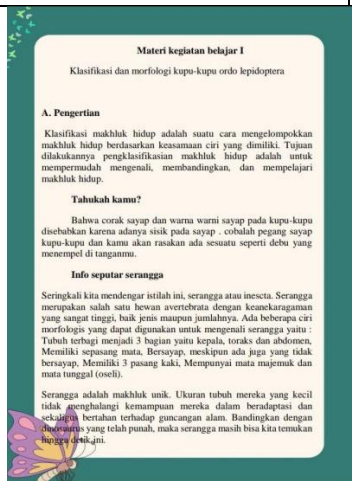 Materi kegiatan belajar I
Klasifikasi dan morfologi kupu-kupu ordo lepidoptera
A. Pengertian
Klasifikasi makhluk hidup adalah suatu cara mengelompokkan
makhluk hidup berdasarkan keasamaan ciri yang dimiliki. Tujuan
dilakukannya pengklasifikasian makhluk hidup adalah untuk
mempermudah mengenali, membandingkan, dan mempelajari
makhluk hidup.
Tahukah kamu?
Bahwa corak sayap dan warna warni sayap pada kupu-kupu
disebabkan karena adanya sisik pada sayap . cobalah pegang sayap
kupu-kupu dan kamu akan rasakan ada sesuatu seperti debu yang
menempel di tanganmu.
Info seputar serangga
Seringkali kita mendengar istilah ini, serangga atau inescta. Serangga
merupakan salah satu hewan avertebrata dengan keanekaragaman
yang sangat tinggi, baik jenis maupun jumlahnya. Ada beberapa ciri
morfologis yang dapat digunakan untuk mengenali serangga yaitu :
Tubuh terbagi menjadi 3 bagian yaitu kepala, toraks dan abdomen,
Memiliki sepasang mata, Bersayap, meskipun ada juga yang tidak
bersayap, Memiliki 3 pasang kaki, Mempunyai mata majemuk dan
mata tunggal (oseli).
Serangga adalah makhluk unik. Ukuran tubuh mereka yang kecil
tidak menghalangi kemampuan mereka dalam beradaptasi dan
sekaligus bertahan terhadap guncangan alam. Bandingkan dengan
dinosaurus yang telah punah, maka serangga masih bisa kita temukan
hingga detik ini.